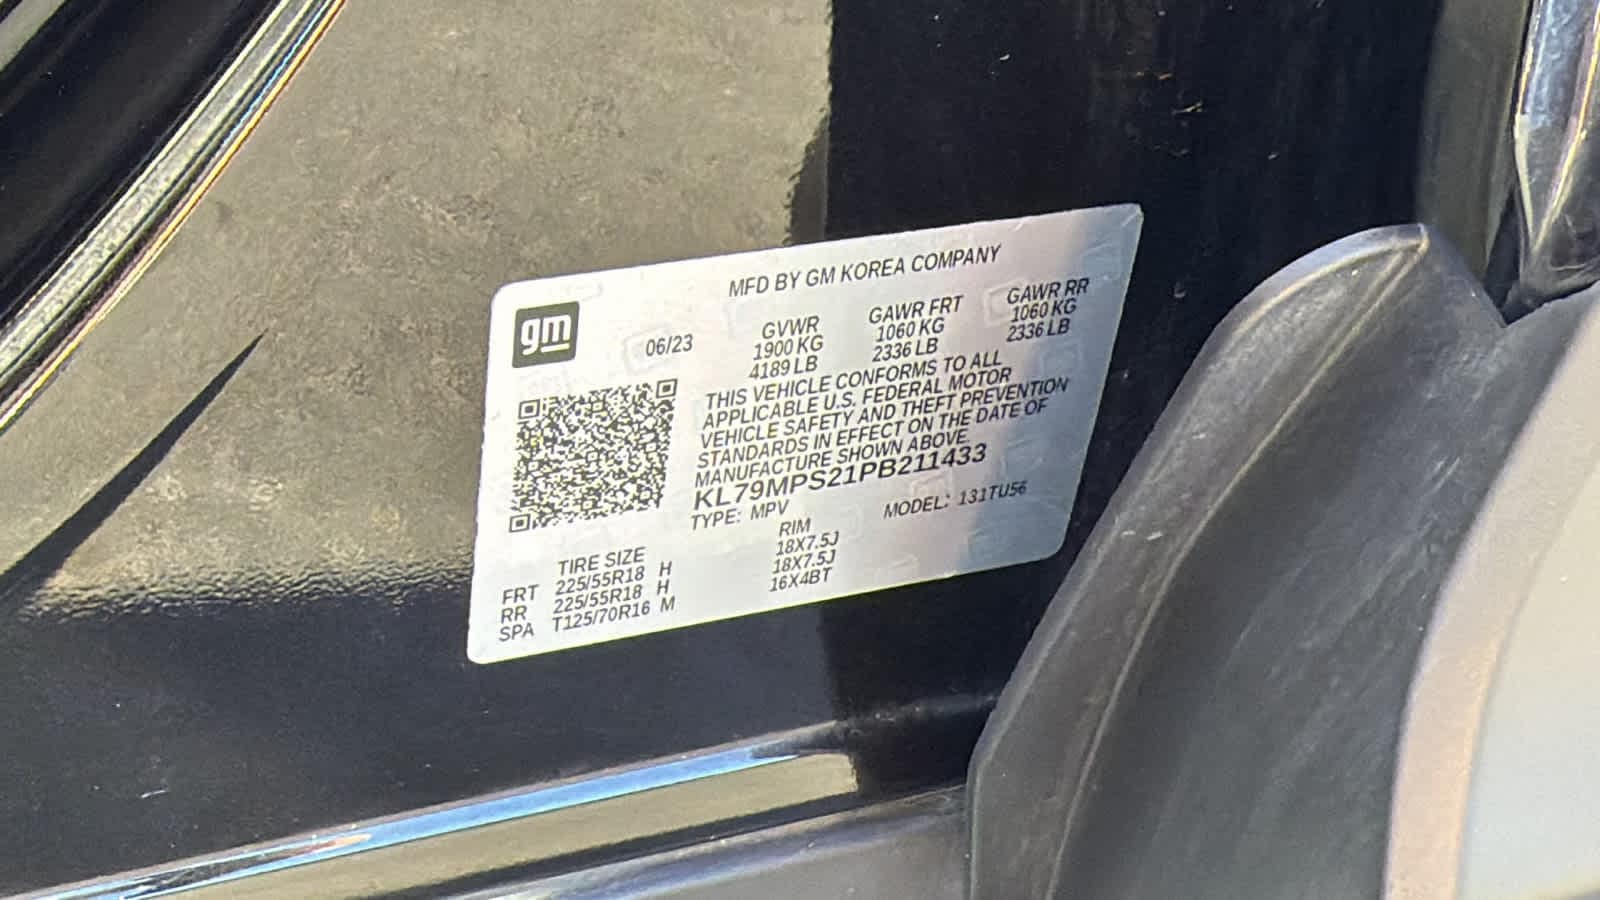 MFD BY GM KOREA COMPANY
gm
06/23
GVWR GAWR FRT GAWR RR
1900 KG 1060 KG 1060 KG
4189 LB 2336 LB 2336 LB
THIS VEHICLE CONFORMS TO ALL
APPLICABLE U.S. FEDERAL MOTOR
VEHICLE SAFETY AND THEFT PREVENTION
STANDARDS IN EFFECT ON THE DATE OF
MANUFACTURE SHOWN ABOVE.
KL79MPS21PB211433
TYPE: MPV MODEL: 131TU56
TIRE SIZE RIM
FRT 225/55R18 H 18X7.5J
RR 225/55R18 H 18X7.5J
SPA T125/70R16 M 16X4BT